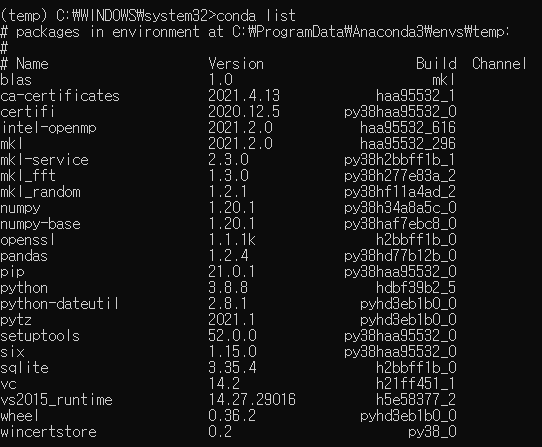 (temp) C:₩WINDOWS₩system32>conda list
# packages in environment at C:₩ProgramData₩Anaconda3₩envs₩temp:
#
# Name Version Build Channel
blas 1.0 mkl
ca-certificates 2021.4.13 haa95532_1
certifi 2020.12.5 py38haa95532_0
intel-openmp 2021.2.0 haa95532_616
mkl 2021.2.0 haa95532_296
mkl-service 2.3.0 py38h2bbff1b_1
mkl_fft 1.3.0 py38h277e83a_2
mkl_random 1.2.1 py38hf11a4ad_2
numpy 1.20.1 py38h34a8a5c_0
numpy-base 1.20.1 py38haf7ebc8_0
openssl 1.1.1k h2bbff1b_0
pandas 1.2.4 py38hd77b12b_0
pip 21.0.1 py38haa95532_0
python 3.8.8 hdbf39b2_5
python-dateutil 2.8.1 pyhd3eb1b0_0
pytz 2021.1 pyhd3eb1b0_0
setuptools 52.0.0 py38haa95532_0
six 1.15.0 py38haa95532_0
sqlite 3.35.4 h2bbff1b_0
vc 14.2 h21ff451_1
vs2015_runtime 14.27.29016 h5e58377_2
wheel 0.36.2 pyhd3eb1b0_0
wincertstore 0.2 py38_0